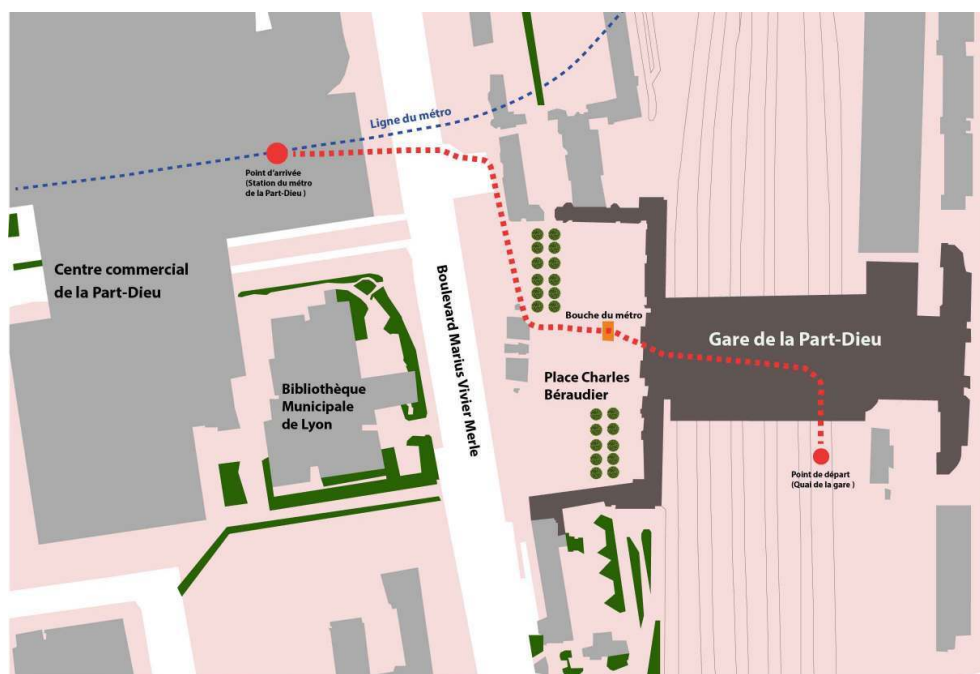 Ligne du métro
Point d'arrivée
(Station du métro
de la Part-Dieu )
Centre commercial
de la Part-Dieu
Boulevard Marius Vivier Merle
Bouche du métro
Gare de la Part-Dieu
Place Charles
Béraudier
Bibliothèque
Municipale
de Lyon
Point de départ
(Quai de la gare )